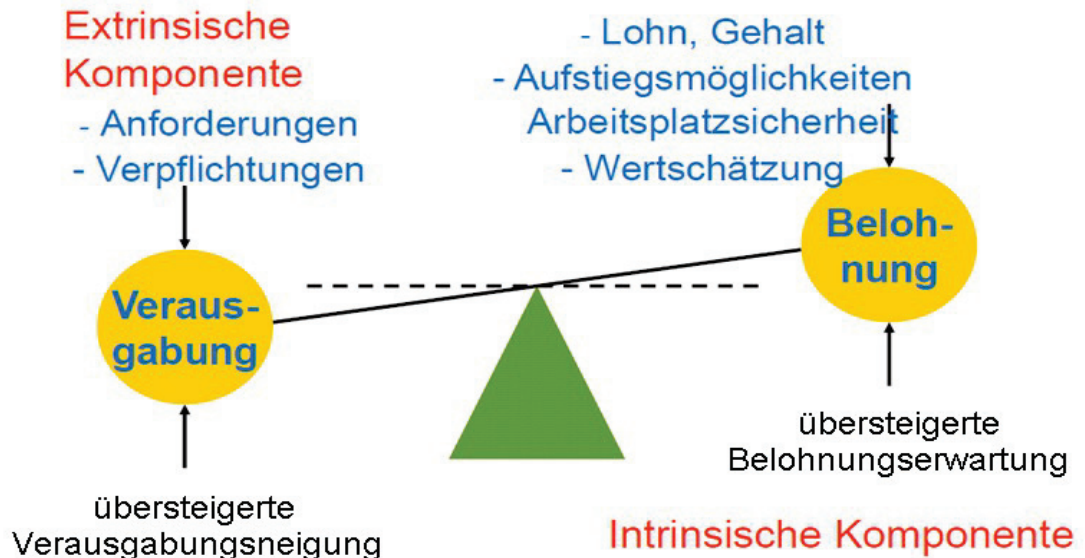 Extrinsische
Komponente
- Anforderungen
- Verpflichtungen
- Lohn, Gehalt
- Aufstiegsmöglichkeiten
Arbeitsplatzsicherheit
- Wertschätzung
Veraus-
gabung
Beloh-
nung
übersteigerte
Verausgabungsneigung
übersteigerte
Belohnungserwartung
Intrinsische Komponente